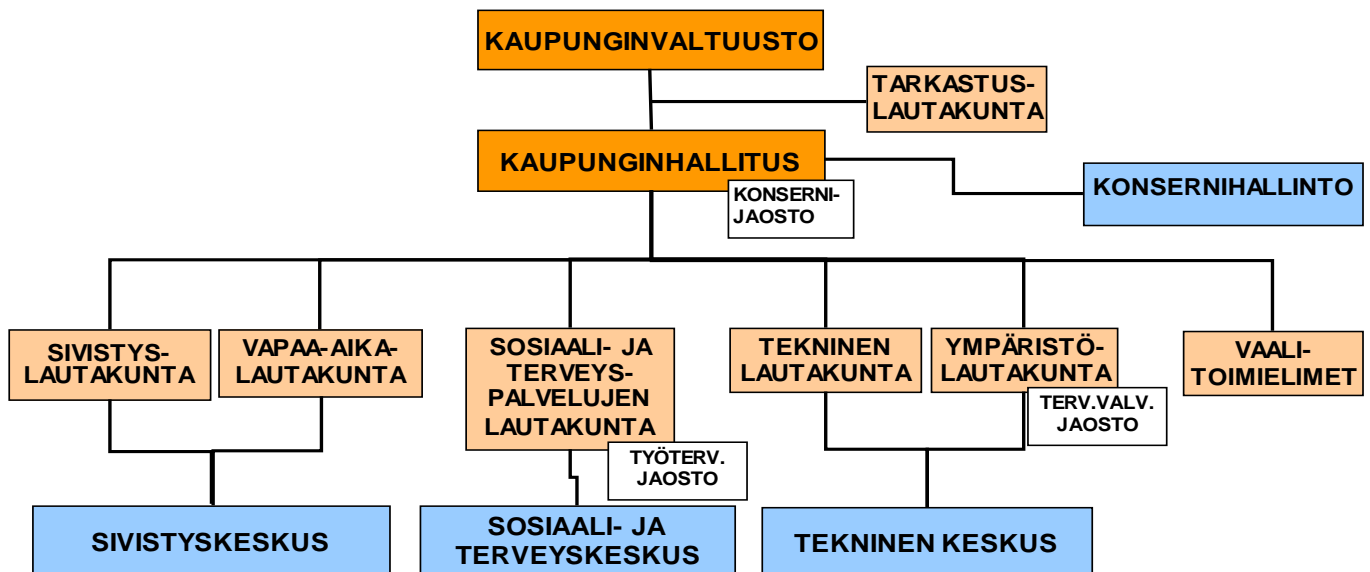 KAUPUNGINVALTUUSTO
TARKASTUS-
LAUTAKUNTA
KAUPUNGINHALLITUS
KONSERNI-
JAOSTO
KONSERNIHALLINTO
SIVISTYS-
LAUTAKUNTA
VAPAA-AIKA-
LAUTAKUNTA
SOSIAALI- JA
TERVEYS-
PALVELUJEN
LAUTAKUNTA
TYÖTERV.
JAOSTO
TEKNINEN
LAUTAKUNTA
YMPÄRISTÖ-
LAUTAKUNTA
TERV.VALV.
JAOSTO
VAALI-
TOIMIELIMET
SIVISTYSKESKUS
SOSIAALI- JA
TERVEYSKESKUS
TEKNINEN KESKUS